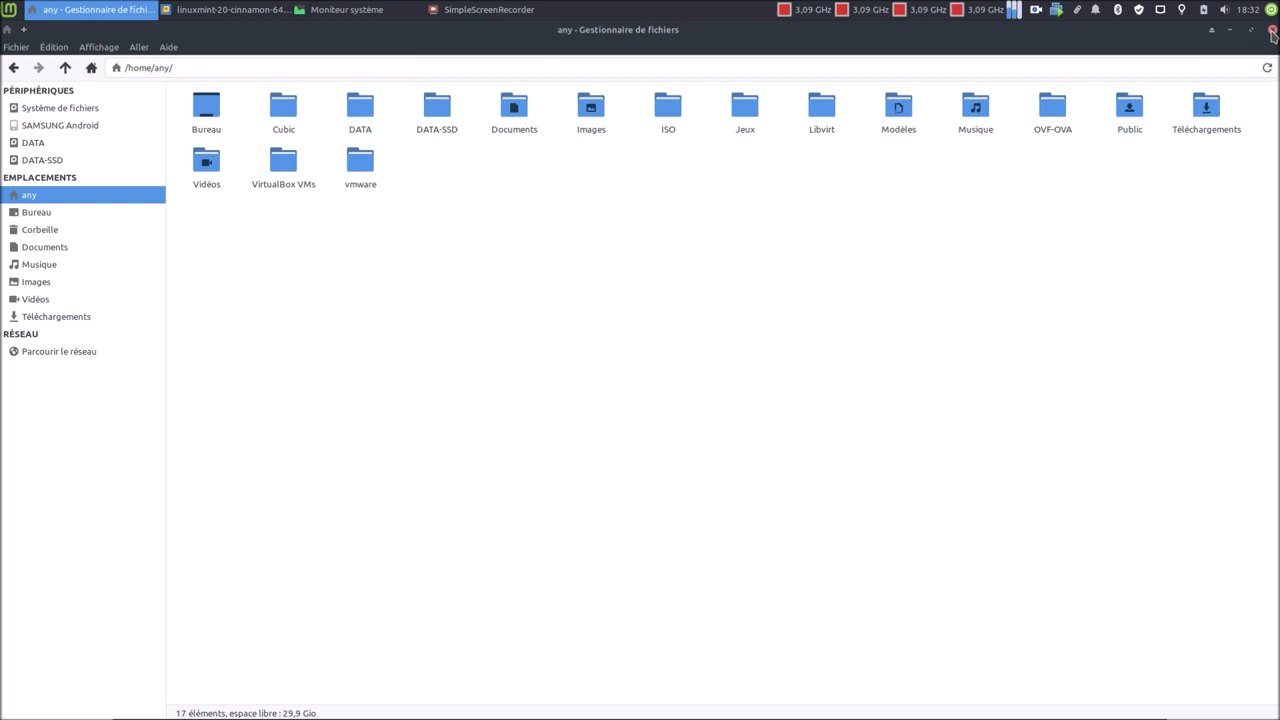 any - Gestionnaire de fichi...
linuxmint-20-cinnamon-64...
Moniteur système
SimpleScreenRecorder
3,09 GHz
3,09 GHz
3,09 GHz
3,09 GHz
18:32
any - Gestionnaire de fichiers
Fichier Édition Affichage Aller Aide
/home/any/
PÉRIPHÉRIQUES
Système de fichiers
SAMSUNG Android
DATA
DATA-SSD
EMPLACEMENTS
any
Bureau
Corbeille
Documents
Musique
Images
Vidéos
Téléchargements
RÉSEAU
Parcourir le réseau
Bureau Cubic DATA DATA-SSD Documents Images ISO Jeux Libvirt Modèles Musique OVF-OVA Public Téléchargements
Vidéos VirtualBox VMs vmware
17 éléments, espace libre : 29,9 Gio